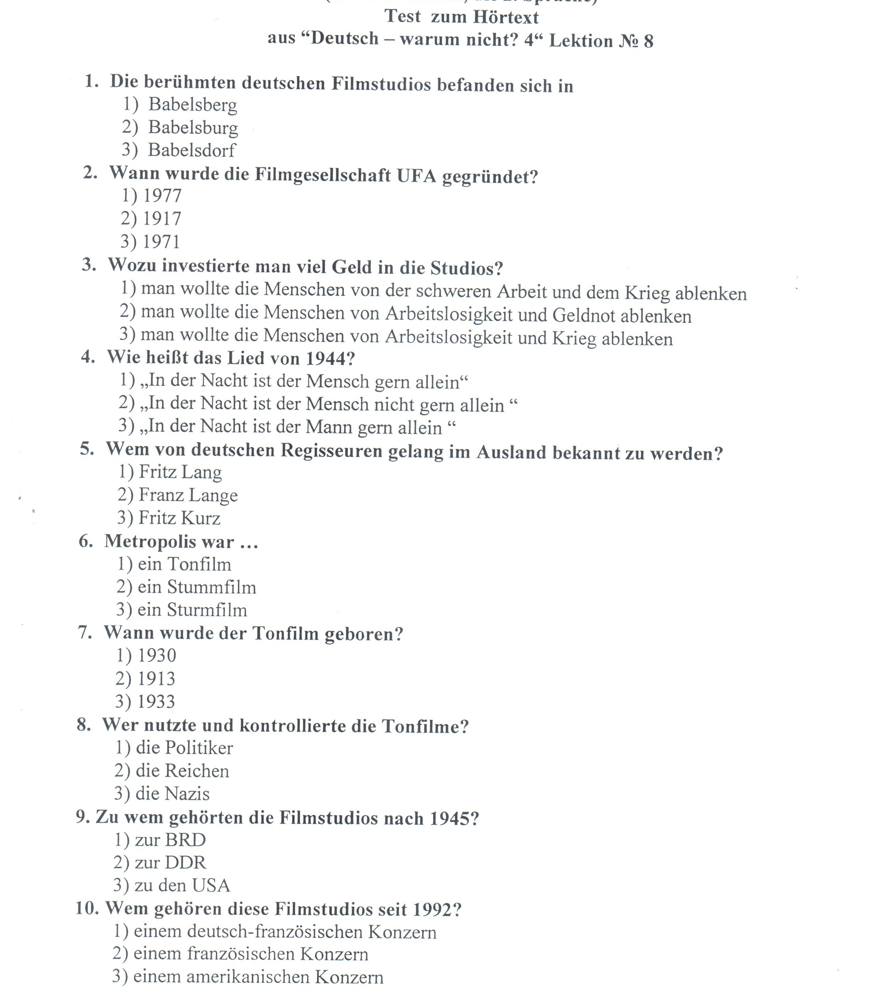 Test zum Hörtext
aus “Deutsch – warum nicht? 4“ Lektion № 8
1. Die berühmten deutschen Filmstudios befanden sich in
1) Babelsberg
2) Babelsburg
3) Babelsdorf
2. Wann wurde die Filmgesellschaft UFA gegründet?
1) 1977
2) 1917
3) 1971
3. Wozu investierte man viel Geld in die Studios?
1) man wollte die Menschen von der schweren Arbeit und dem Krieg ablenken
2) man wollte die Menschen von Arbeitslosigkeit und Geldnot ablenken
3) man wollte die Menschen von Arbeitslosigkeit und Krieg ablenken
4. Wie heißt das Lied von 1944?
1) „In der Nacht ist der Mensch gern allein“
2) „In der Nacht ist der Mensch nicht gern allein “
3) „In der Nacht ist der Mann gern allein “
5. Wem von deutschen Regisseuren gelang im Ausland bekannt zu werden?
1) Fritz Lang
2) Franz Lange
3) Fritz Kurz
6. Metropolis war …
1) ein Tonfilm
2) ein Stummfilm
3) ein Sturmfilm
7. Wann wurde der Tonfilm geboren?
1) 1930
2) 1913
3) 1933
8. Wer nutzte und kontrollierte die Tonfilme?
1) die Politiker
2) die Reichen
3) die Nazis
9. Zu wem gehörten die Filmstudios nach 1945?
1) zur BRD
2) zur DDR
3) zu den USA
10. Wem gehören diese Filmstudios seit 1992?
1) einem deutsch-französischen Konzern
2) einem französischen Konzern
3) einem amerikanischen Konzern